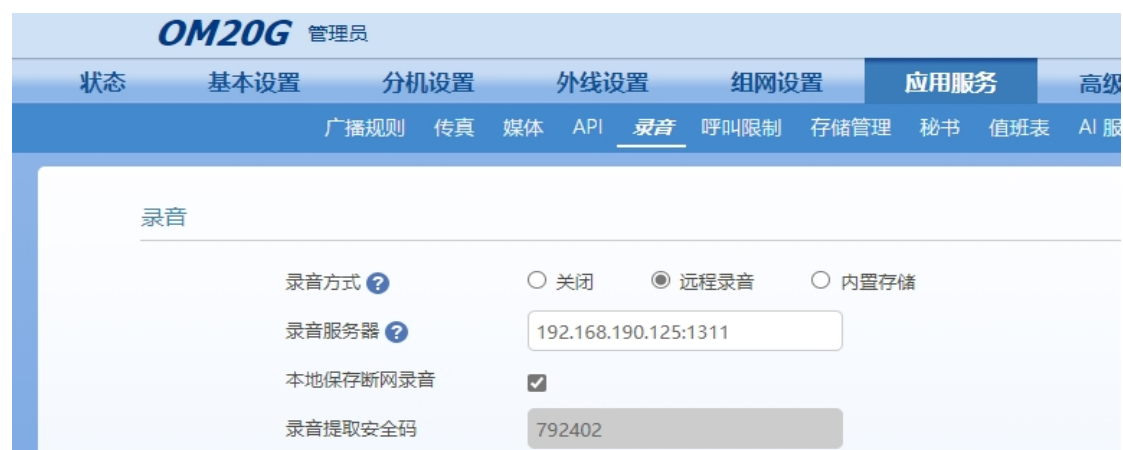 OM20G 管理员
状态 基本设置 分机设置 外线设置 组网设置 应用服务 高级
广播规则 传真 媒体 API 录音 呼叫限制 存储管理 秘书 值班表 AI 服
录音
录音方式 ? 关闭 远程录音 内置存储
录音服务器 ? 192.168.190.125:1311
本地保存断网录音
录音提取安全码 792402